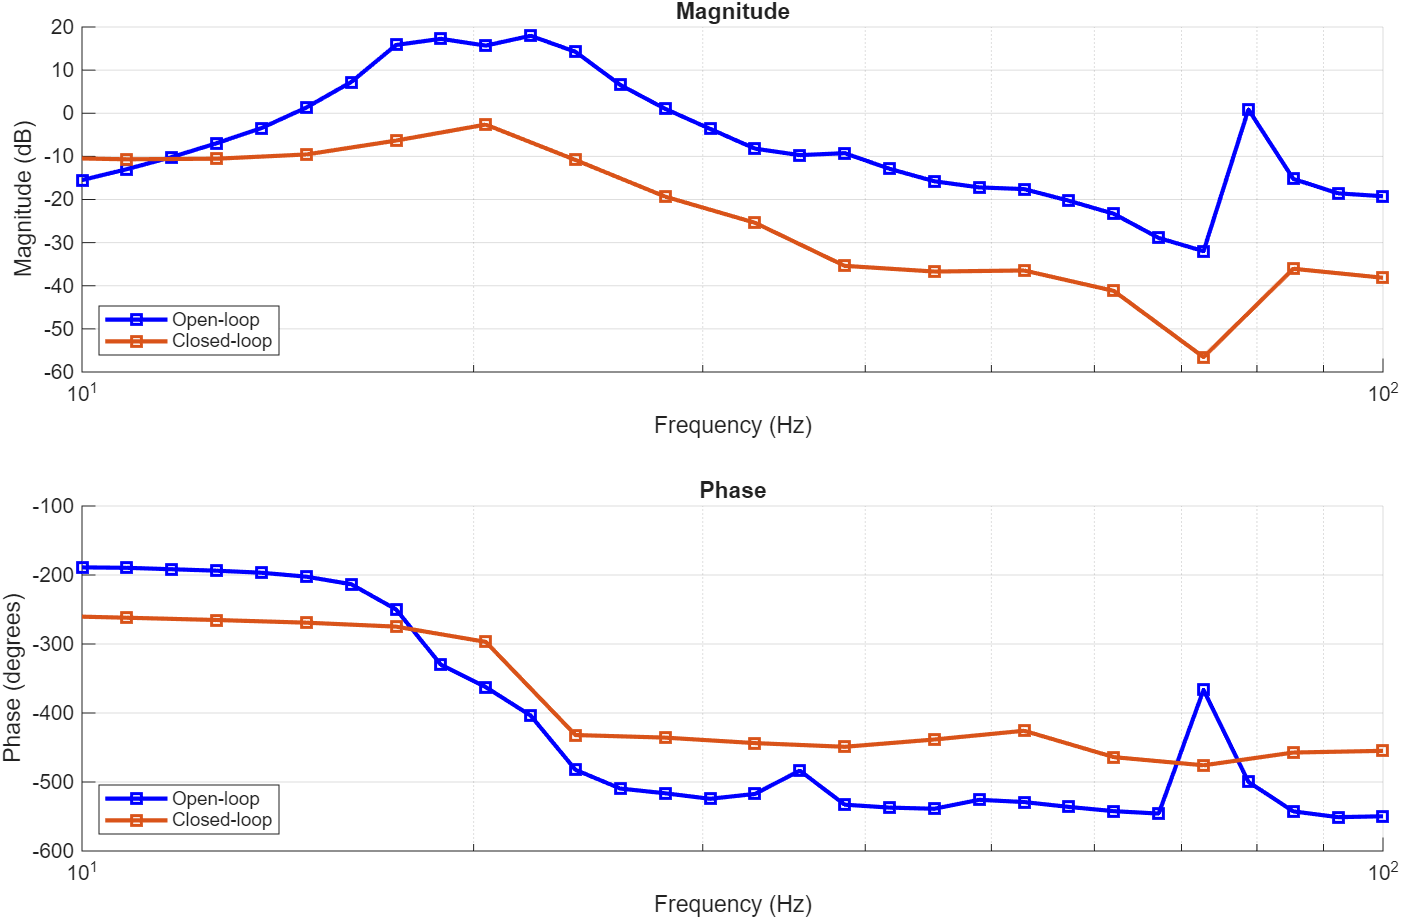 Magnitude
Magnitude (dB)
20
10
0
-10
-20
-30
-40
-50
-60
Open-loop
Closed-loop
10^1
10^2
Frequency (Hz)
Phase
Phase (degrees)
-100
-200
-300
-400
-500
-600
Open-loop
Closed-loop
10^1
10^2
Frequency (Hz)